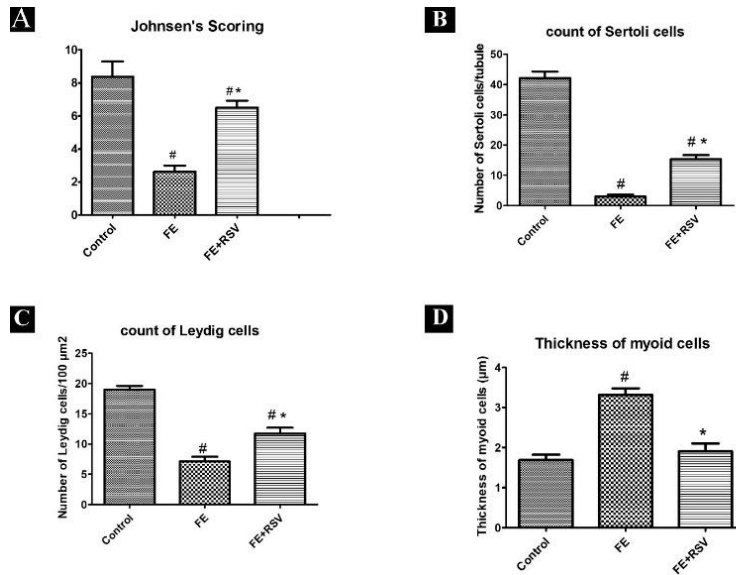 A
Johnsen's Scoring
10
8
6
4
2
0
#
#*
Control
FE
FE+RSV
B
count of Sertoli cells
Number of Sertoli cells/tubule
50
40
30
20
10
0
#
# *
Control
FE
FE+RSV
C
count of Leydig cells
Number of Leydig cells/100 µm2
25
20
15
10
5
0
#
# *
Control
FE
FE+RSV
D
Thickness of myoid cells
Thickness of myoid cells (µm)
4
3
2
1
0
#
*
Control
FE
FE+RSV